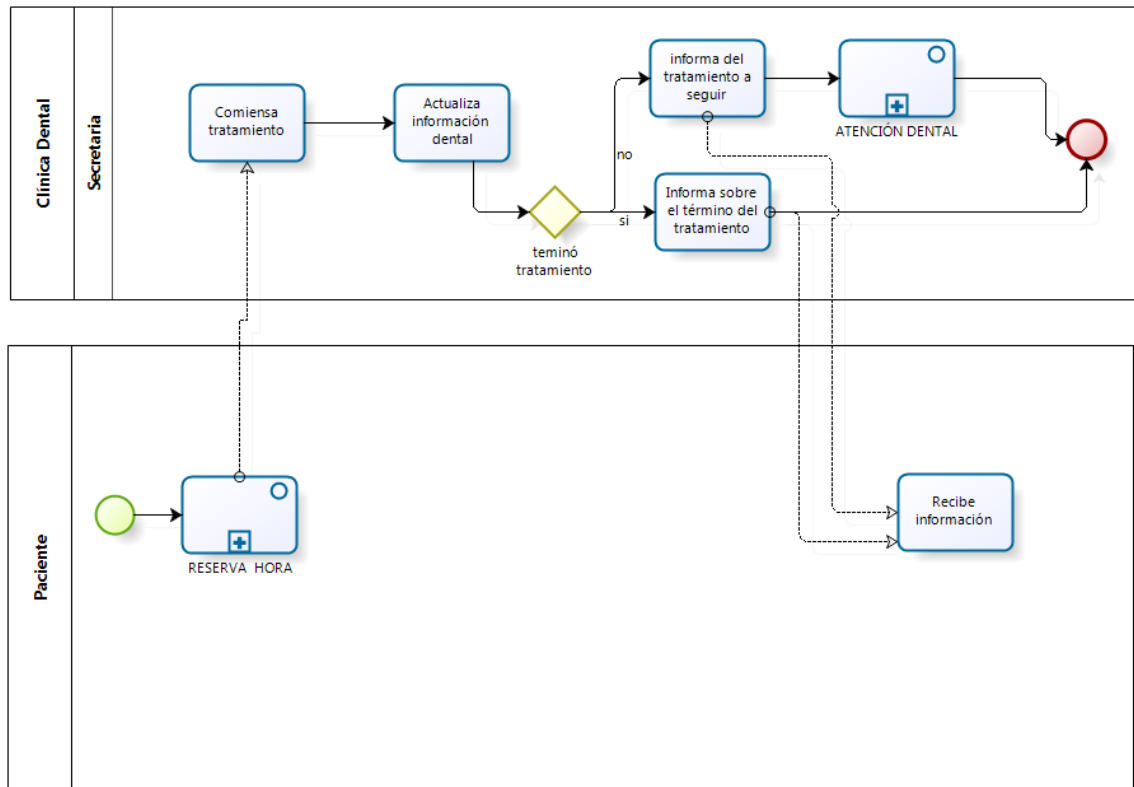 Clínica Dental
Secretaria
Comiensa
tratamiento
Actualiza
información
dental
teminó
tratamiento
no
si
informa del
tratamiento a
seguir
ATENCIÓN DENTAL
Informa sobre
el término del
tratamiento
Paciente
RESERVA HORA
Recibe
información